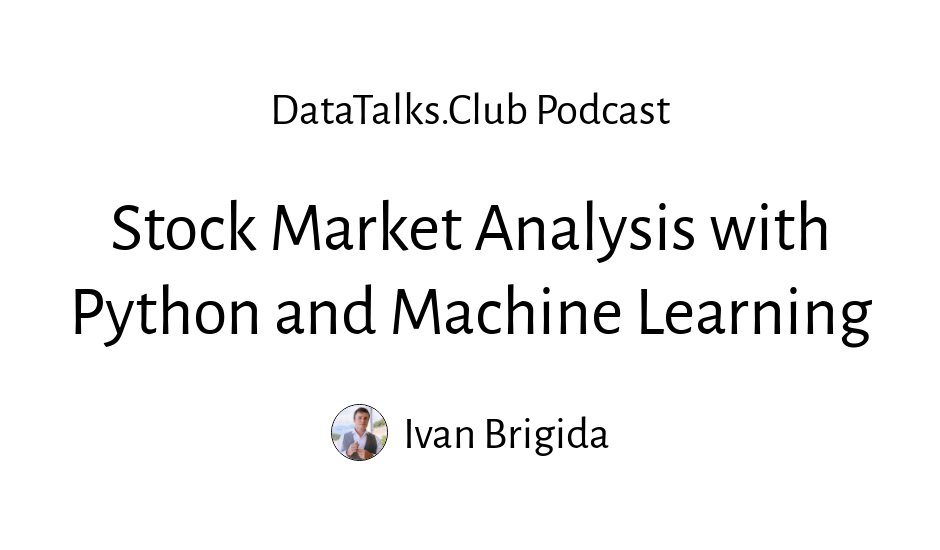 DataTalks.Club Podcast
Stock Market Analysis with
Python and Machine Learning
Ivan Brigida